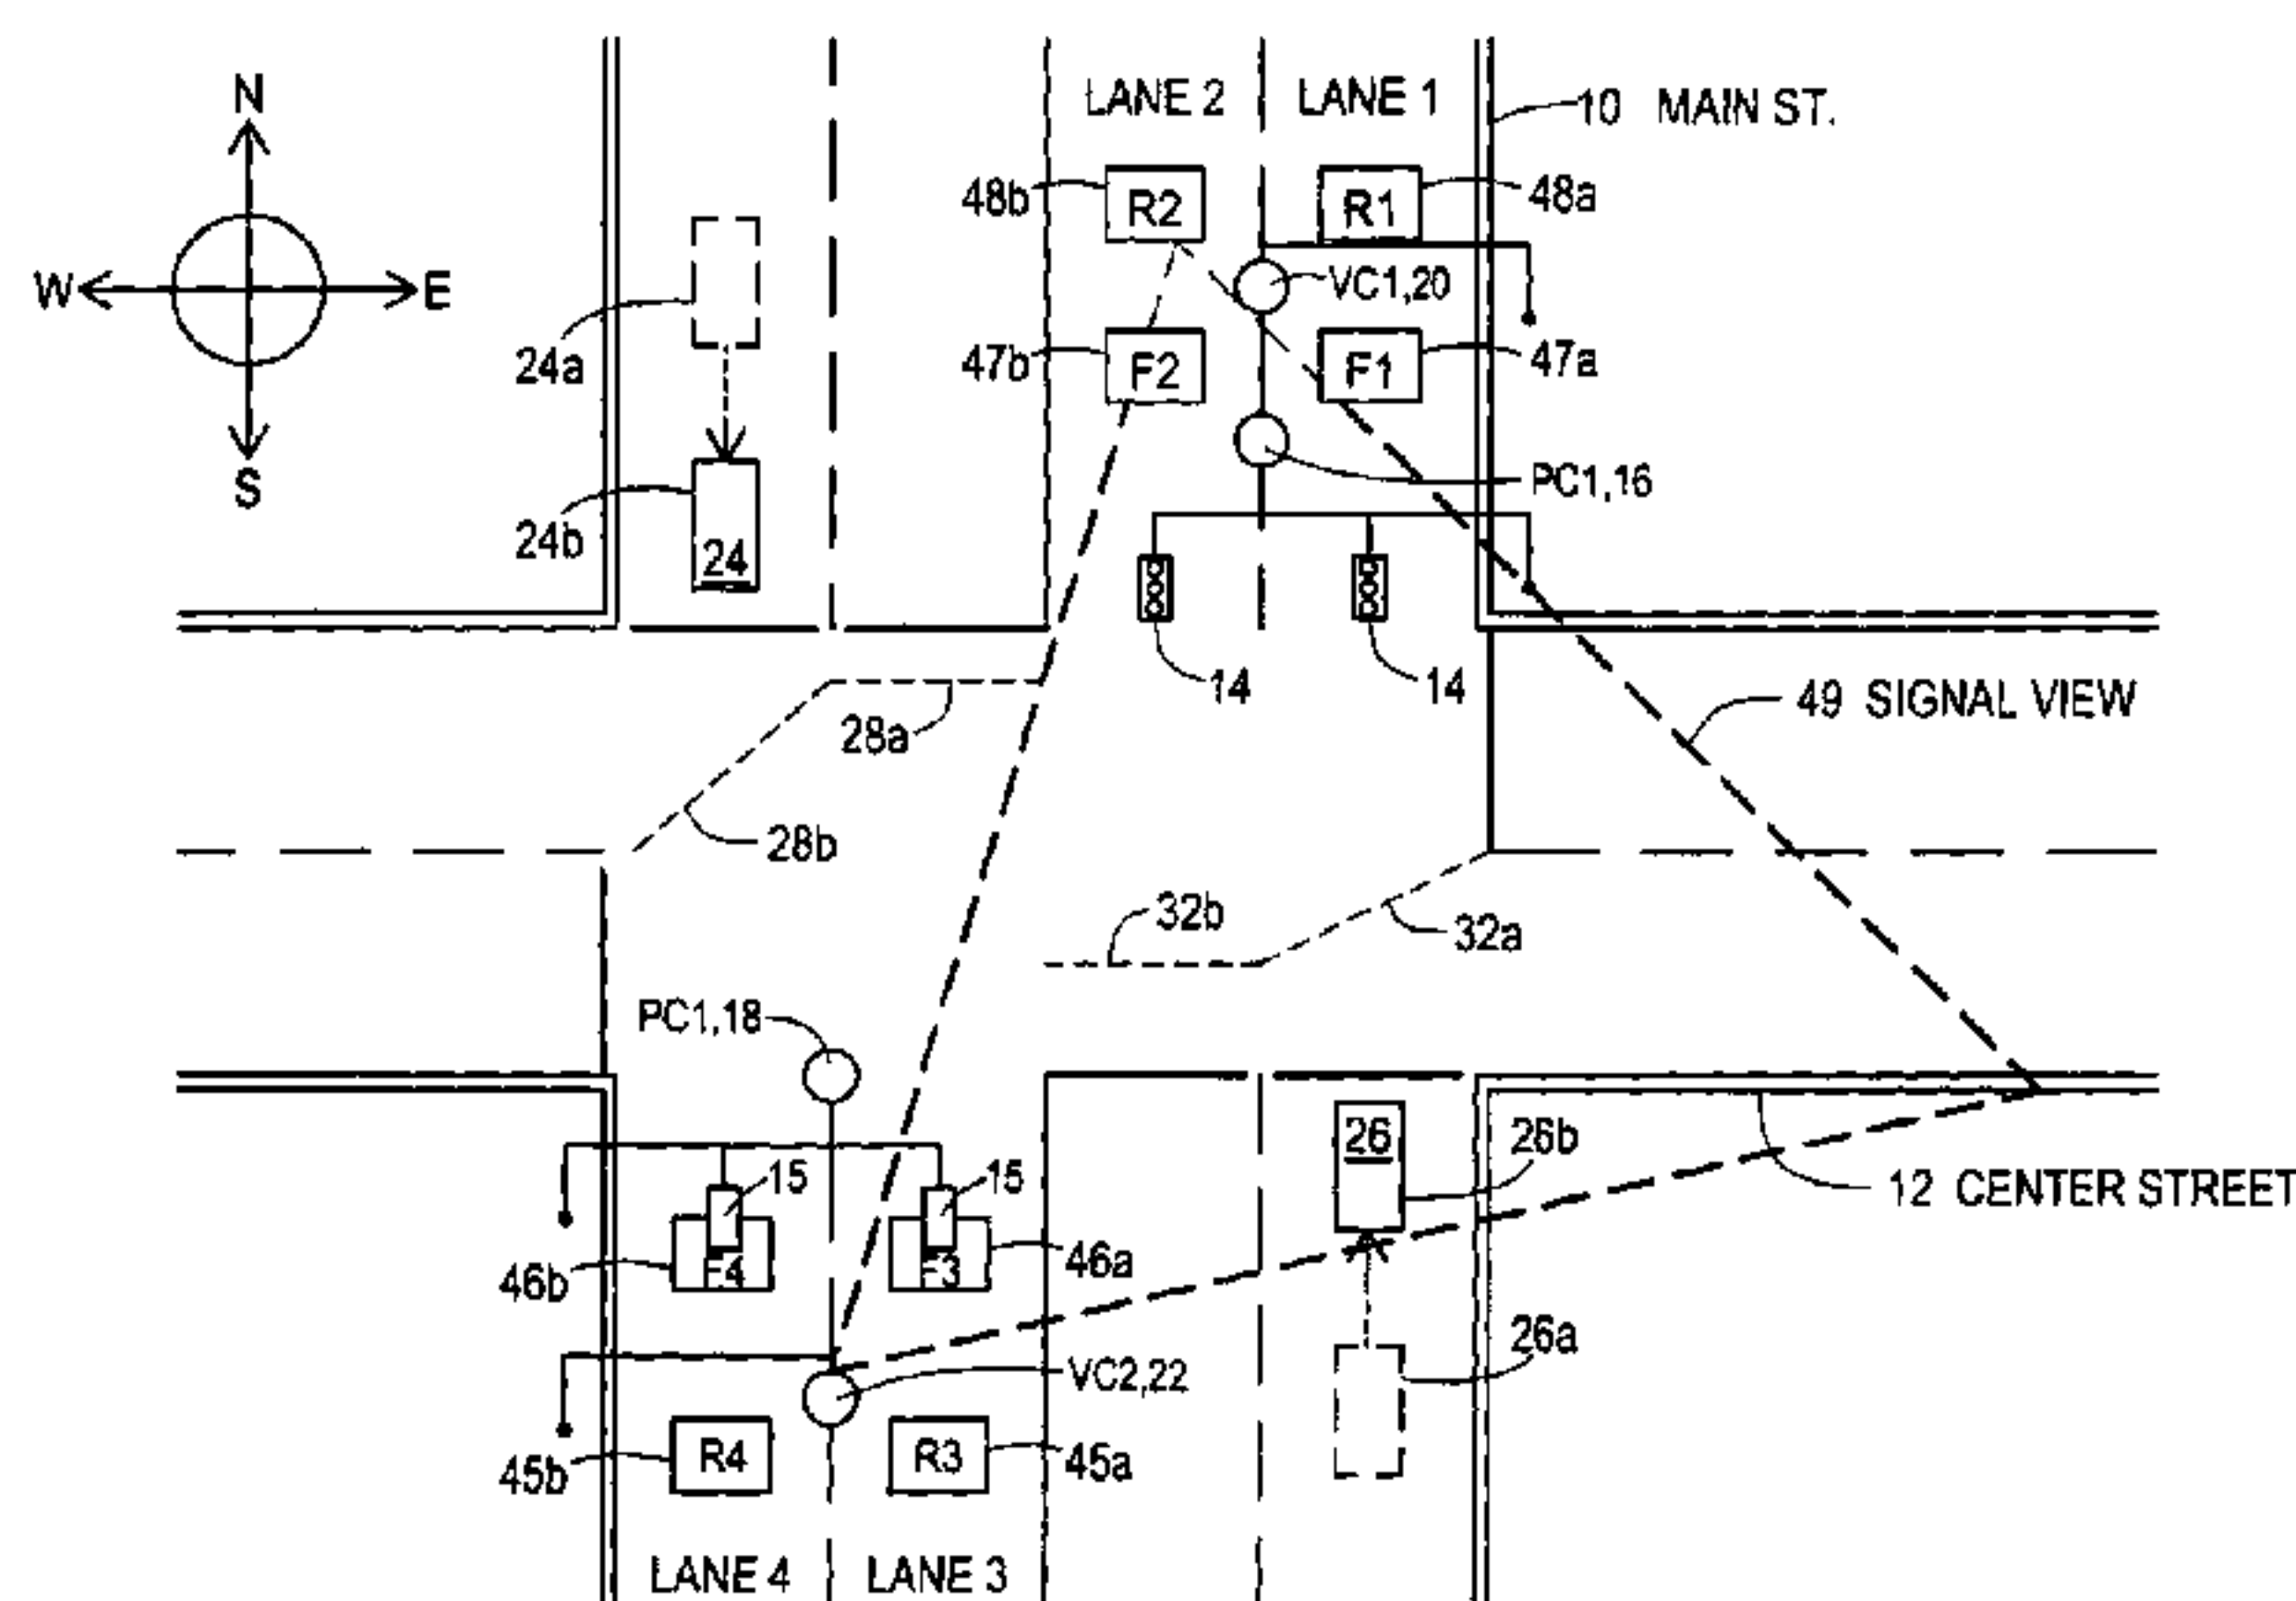 N
W E
S
LANE 2 LANE 1
10 MAIN ST.
48b R2 R1 48a
VC1,20
24a
47b F2 F1 47a
PC1,16
24b 24
14 14
49 SIGNAL VIEW
28a
28b
32b 32a
PC1,18
15 15
26 26b
12 CENTER STREET
46b F4 F3 46a
26a
VC2,22
45b R4 R3 45a
LANE 4 LANE 3